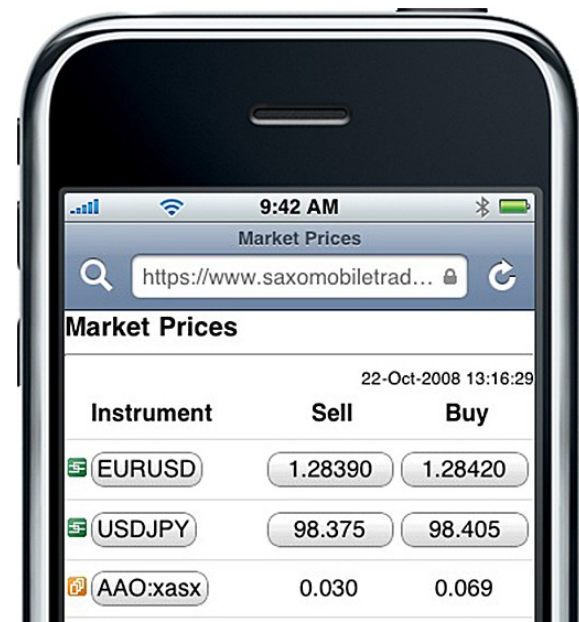 9:42 AM
Market Prices
https://www.saxomobiletrad...
Market Prices
22-Oct-2008 13:16:29
Instrument Sell Buy
EURUSD 1.28390 1.28420
USDJPY 98.375 98.405
AAO:xasx 0.030 0.069